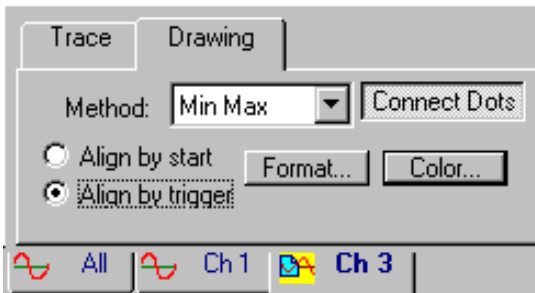 Trace Drawing
Method: Min Max Connect Dots
Align by start
Format... Color...
Align by trigger
All Ch 1 Ch 3